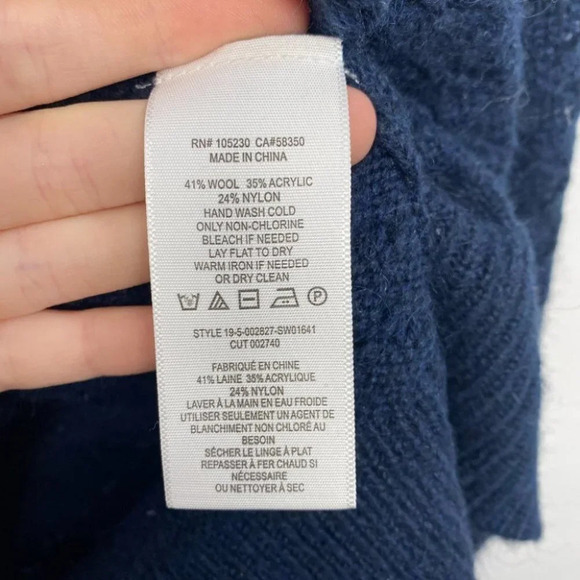 RN# 105230 CA#58350
MADE IN CHINA
41% WOOL 35% ACRYLIC
24% NYLON
HAND WASH COLD
ONLY NON-CHLORINE
BLEACH IF NEEDED
LAY FLAT TO DRY
WARM IRON IF NEEDED
OR DRY CLEAN
P
STYLE 19-5-002827-SW01641
CUT 002740
FABRIQUÉ EN CHINE
41% LAINE 35% ACRYLIQUE
24% NYLON
LAVER À LA MAIN EN EAU FROIDE
UTILISER SEULEMENT UN AGENT DE
BLANCHIMENT NON CHLORÉ AU
BESOIN
SÉCHER LE LINGE À PLAT
REPASSER À FER CHAUD SI
NÉCESSAIRE
OU NETTOYER À SEC